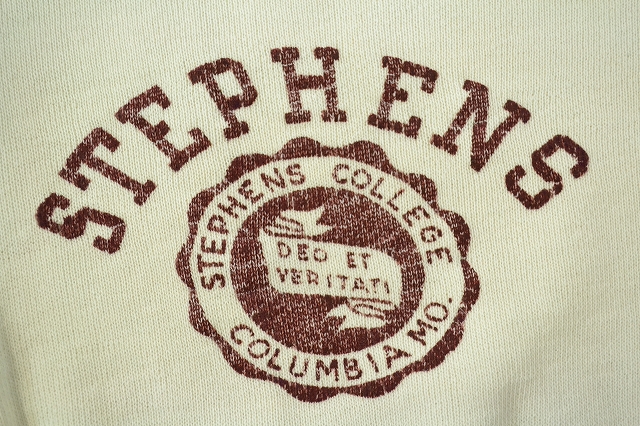 STEPHENS
STEPHENS COLLEGE
DEO ET
VERITATI
COLUMBIA MO.